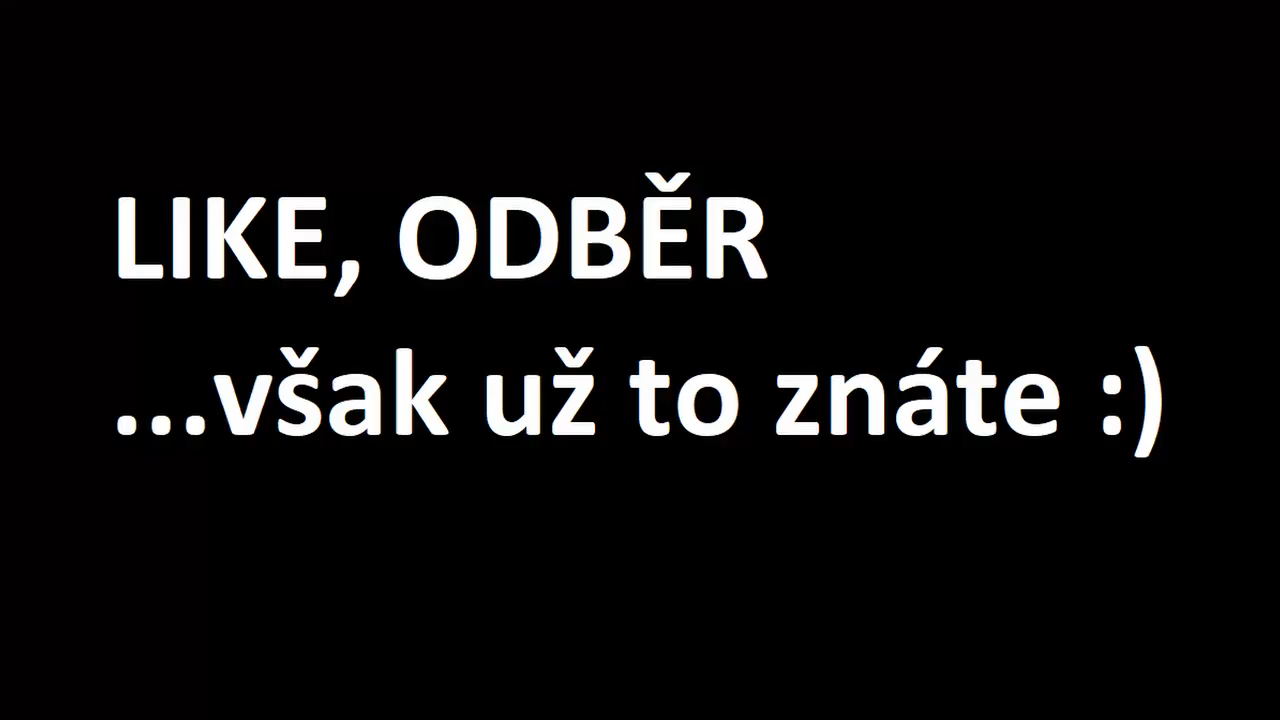 LIKE, ODBĚR
...však už to znáte :)